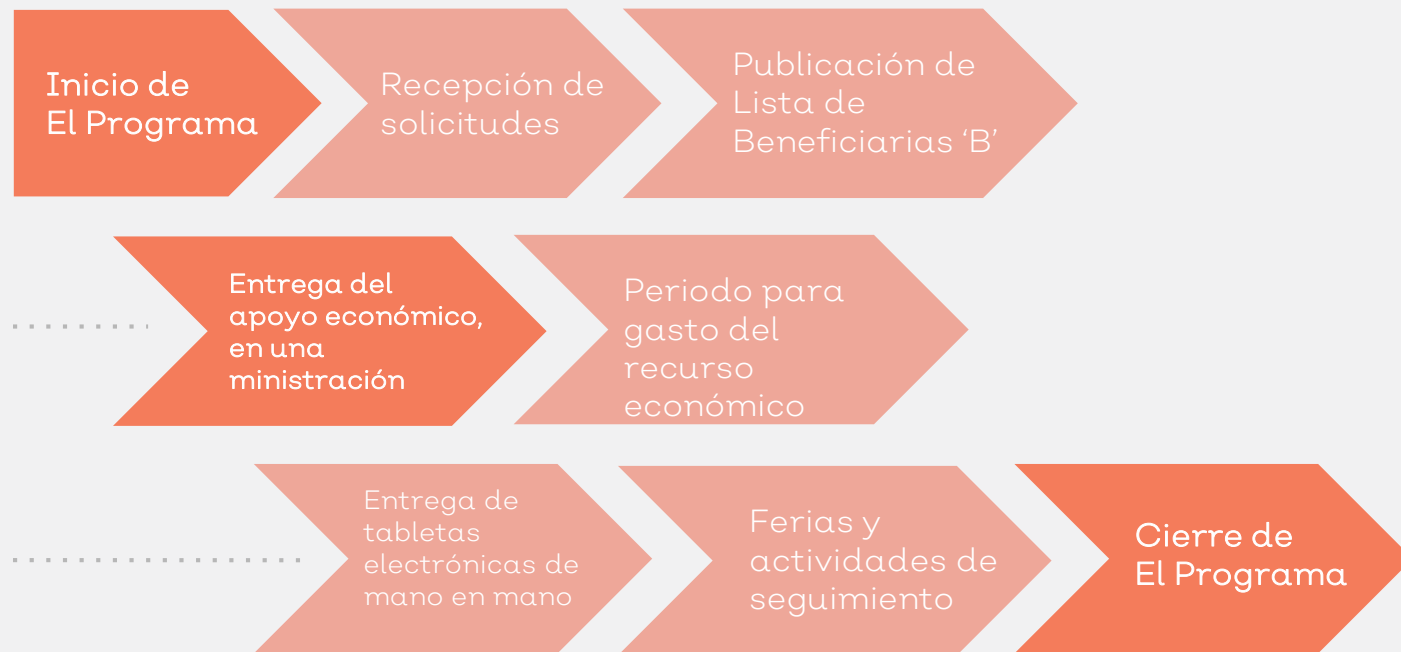 Inicio de
El Programa
Recepción de
solicitudes
Publicación de
Lista de
Beneficiarias ‘B’
Entrega del
apoyo económico,
en una
ministración
Periodo para
gasto del
recurso
económico
Entrega de
tabletas
electrónicas de
mano en mano
Ferias y
actividades de
seguimiento
Cierre de
El Programa